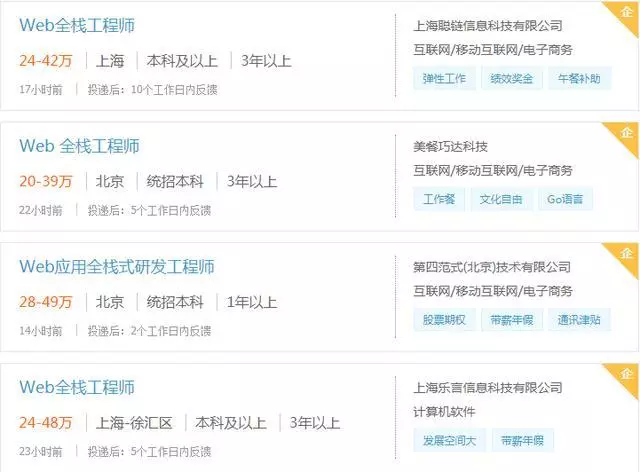 Web全栈工程师
24-42万 上海 本科及以上 3年以上
17小时前 投递后：10个工作日内反馈
上海聪链信息科技有限公司
互联网/移动互联网/电子商务
弹性工作 绩效奖金 午餐补助
企
Web 全栈工程师
20-39万 北京 统招本科 3年以上
22小时前 投递后：5个工作日内反馈
美餐巧达科技
互联网/移动互联网/电子商务
工作餐 文化自由 Go语言
企
Web应用全栈式研发工程师
28-49万 北京 统招本科 1年以上
14小时前 投递后：2个工作日内反馈
第四范式(北京)技术有限公司
互联网/移动互联网/电子商务
股票期权 带薪年假 通讯津贴
企
Web全栈工程师
24-48万 上海-徐汇区 本科及以上 3年以上
23小时前 投递后：5个工作日内反馈
上海乐言信息科技有限公司
计算机软件
发展空间大 带薪年假
企